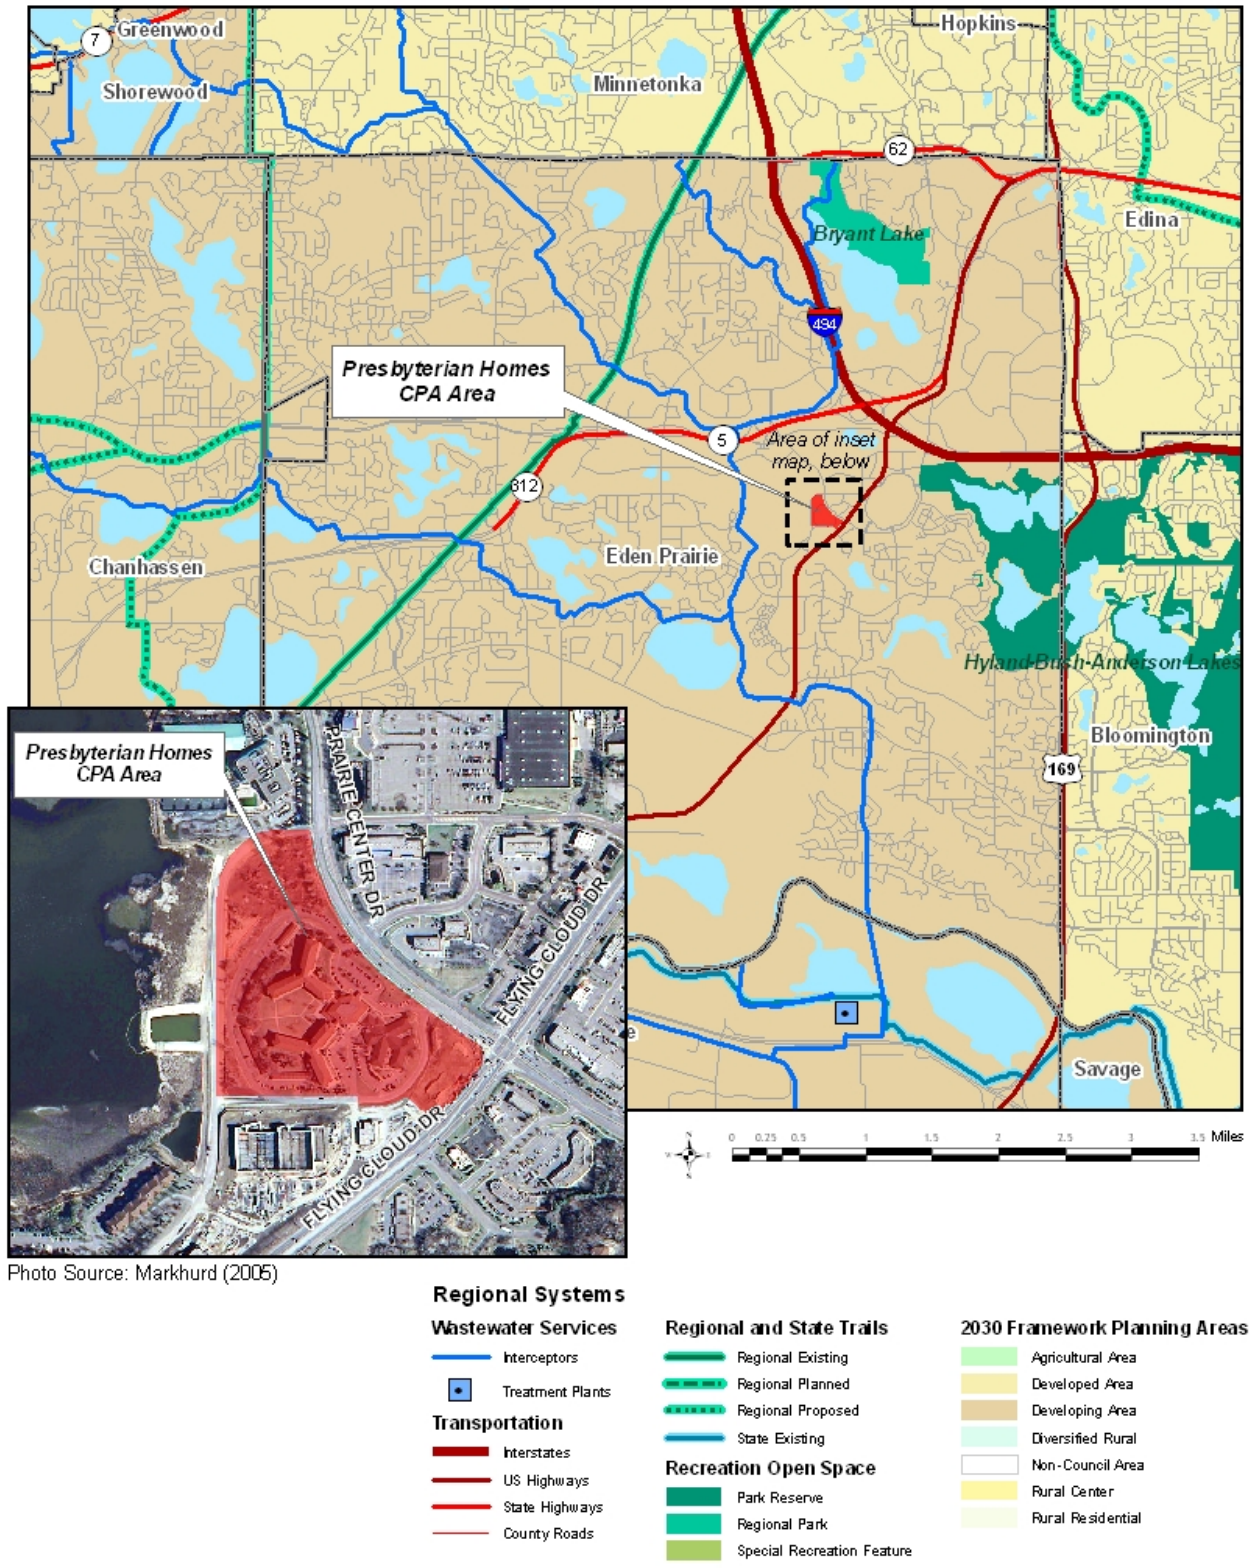 Greenwood
Hopkins
7
Minnetonka
Shorewood
62
Edina
Bryant Lake
494
Presbyterian Homes
CPA Area
5
Area of inset
map, below
312
Eden Prairie
Chanhassen
Hyland-Bush-Anderson Lakes
Bloomington
169
Presbyterian Homes
CPA Area
PRAIRIE CENTER DR
FLYING CLOUD DR
FLYING CLOUD DR
e
Savage
N
W
E
S
0 0.25 0.5 1 1.5 2 2.5 3 3.5 Miles
Photo Source: Markhurd (2005)
Regional Systems
Wastewater Services
Interceptors
Treatment Plants
Transportation
Interstates
US Highways
State Highways
County Roads
Regional and State Trails
Regional Existing
Regional Planned
Regional Proposed
State Existing
Recreation Open Space
Park Reserve
Regional Park
Special Recreation Feature
2030 Framework Planning Areas
Agricultural Area
Developed Area
Developing Area
Diversified Rural
Non-Council Area
Rural Center
Rural Residential